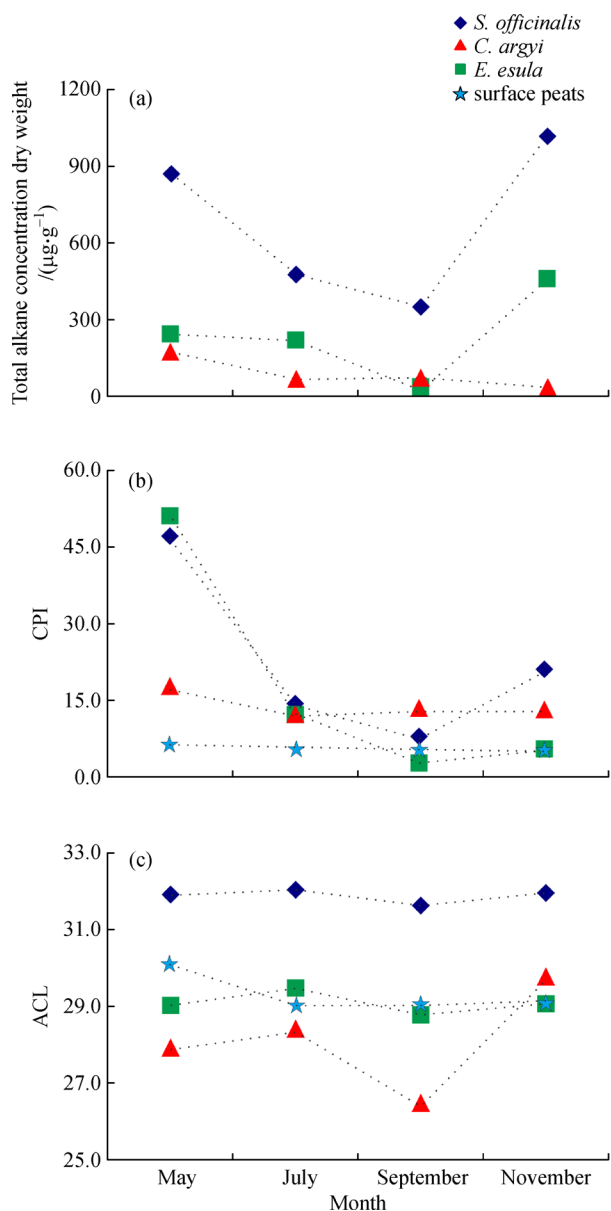 S. officinalis
C. argyi
E. esula
surface peats
(a)
Total alkane concentration dry weight
/(μg·g⁻¹)
1200
900
600
300
0
(b)
CPI
60.0
45.0
30.0
15.0
0.0
(c)
ACL
33.0
31.0
29.0
27.0
25.0
May July September November
Month